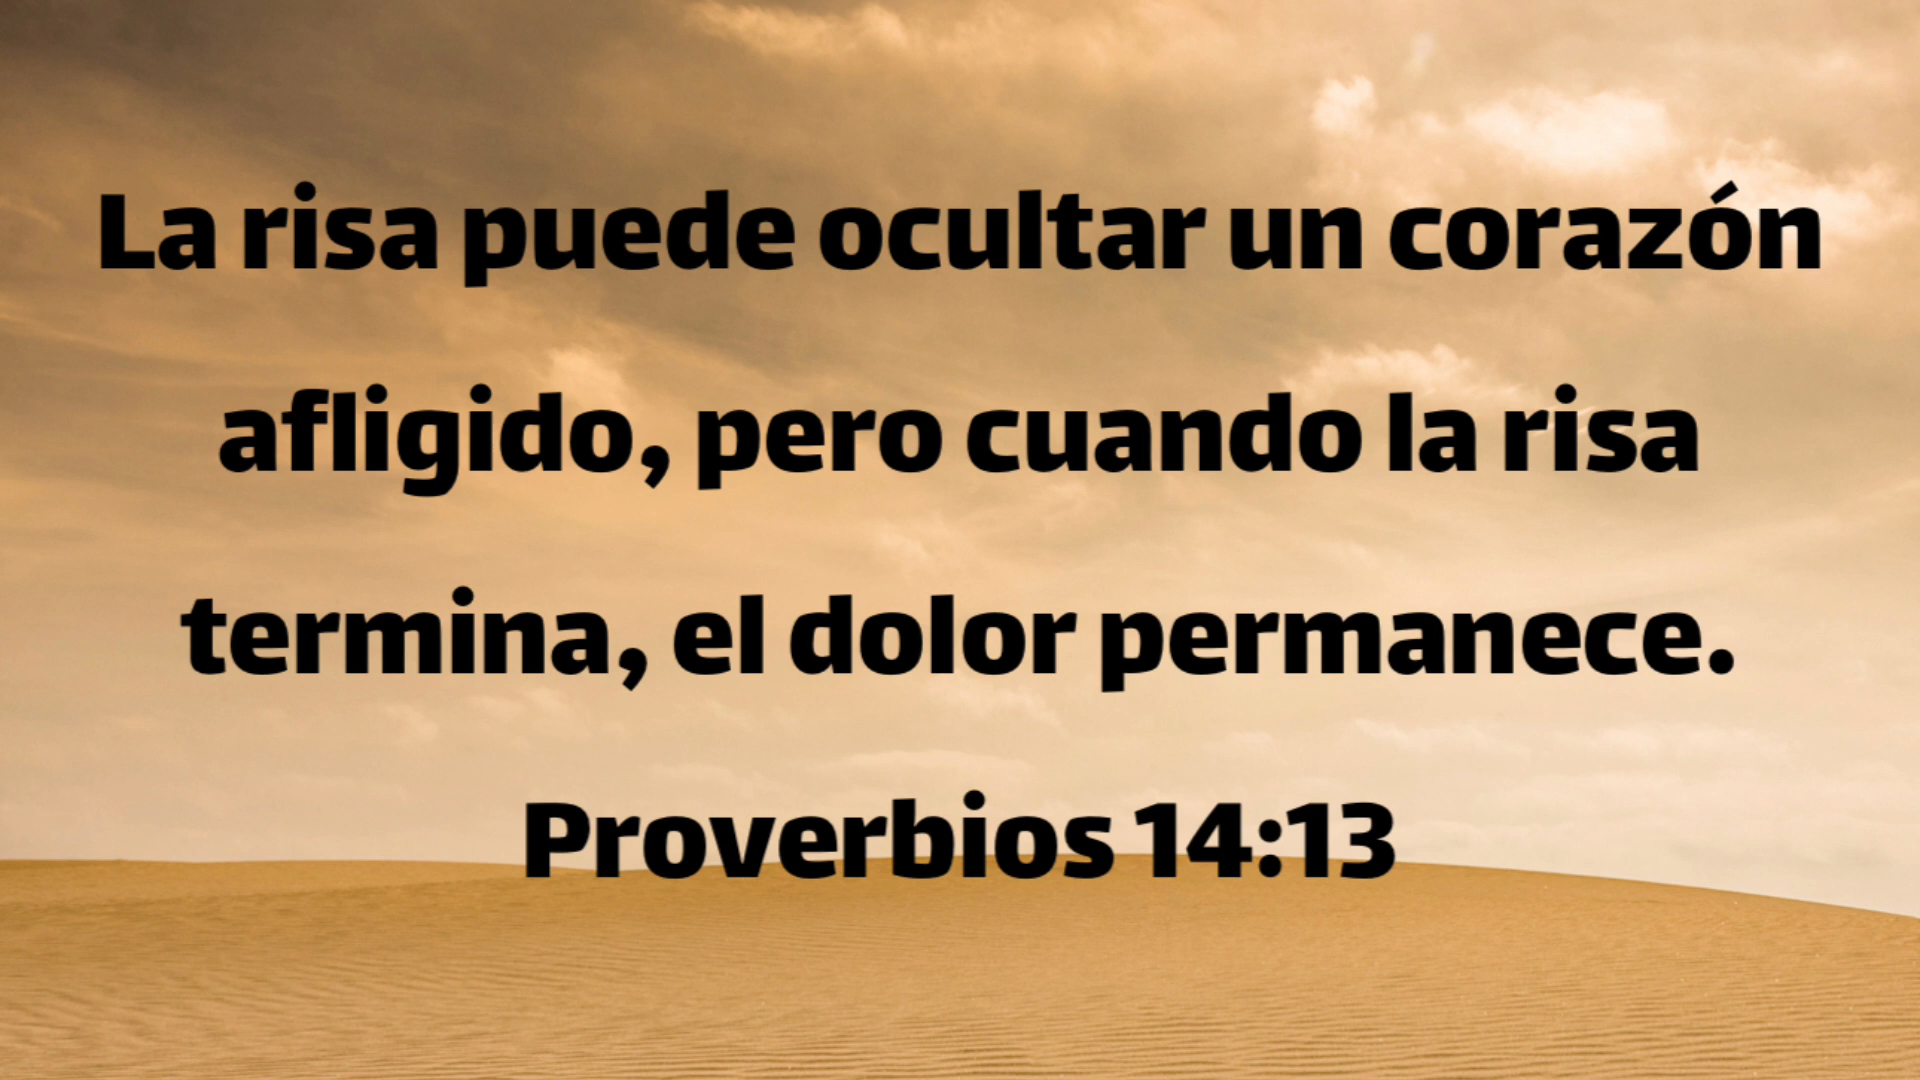 La risa puede ocultar un corazón
afligido, pero cuando la risa
termina, el dolor permanece.
Proverbios 14:13